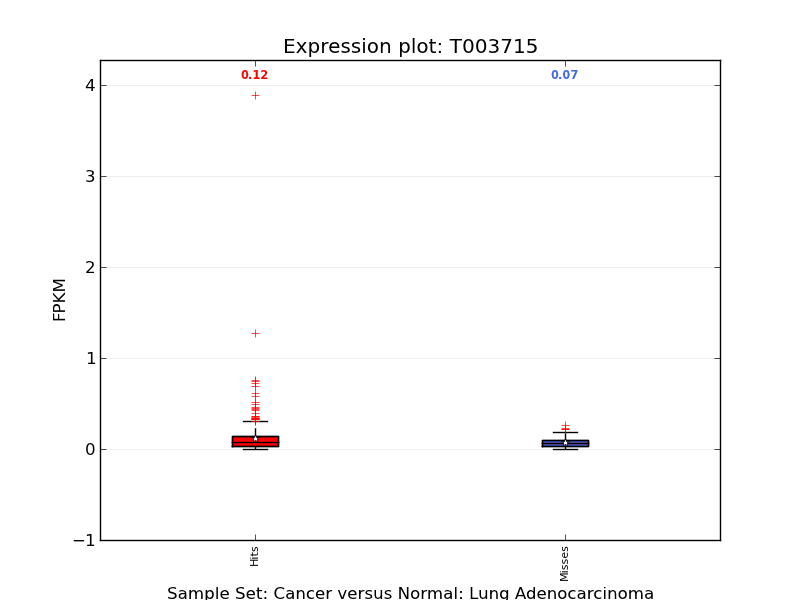 Expression plot: T003715
0.12
0.07
4
3
2
1
0
−1
FPKM
Hits
Misses
Sample Set: Cancer versus Normal: Lung Adenocarcinoma